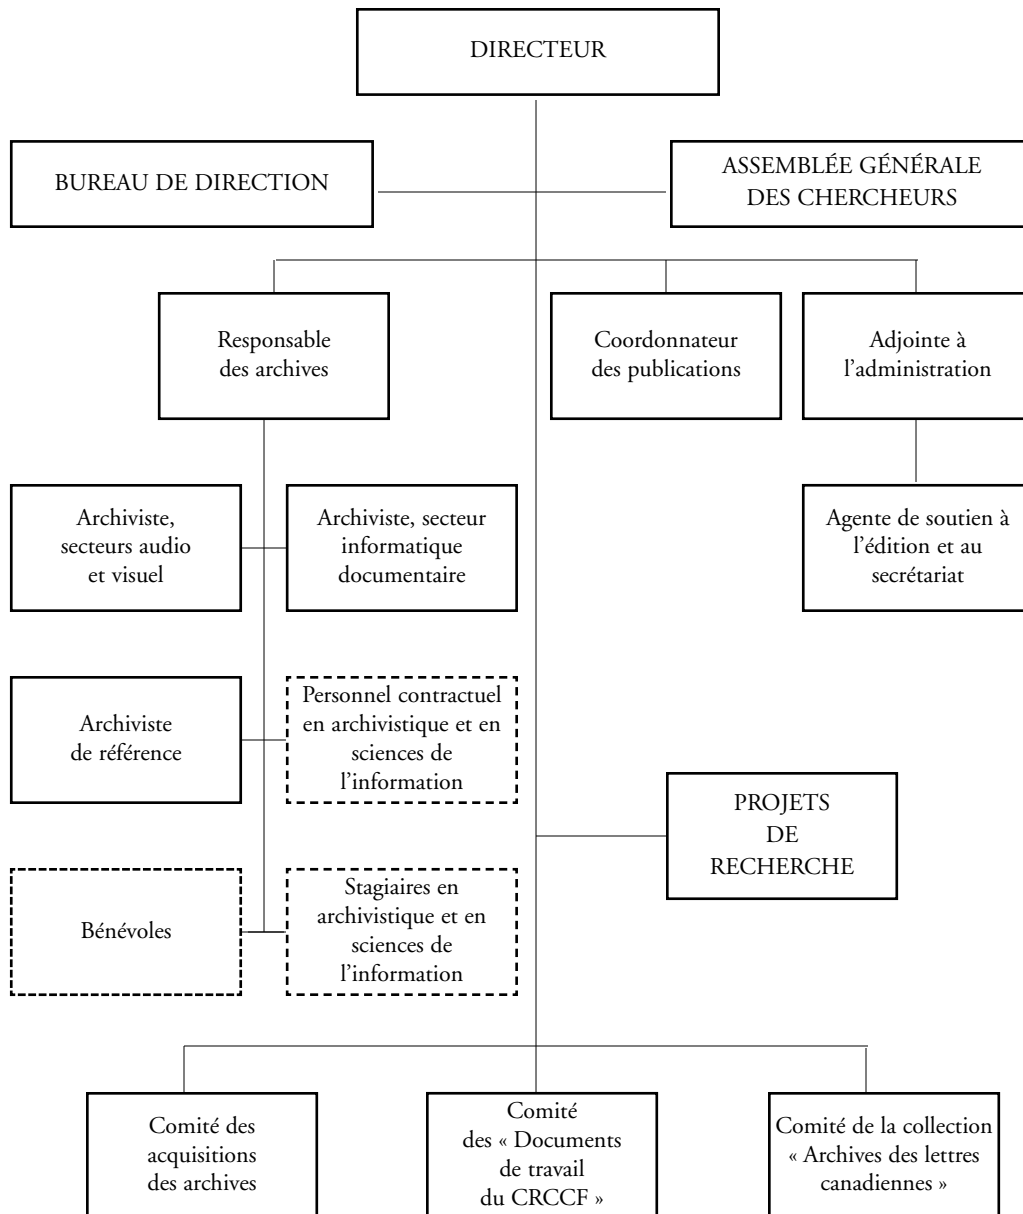 DIRECTEUR
BUREAU DE DIRECTION
ASSEMBLÉE GÉNÉRALE
DES CHERCHEURS
Responsable
des archives
Coordonnateur
des publications
Adjointe à
l’administration
Archiviste,
secteurs audio
et visuel
Archiviste, secteur
informatique
documentaire
Agente de soutien à
l’édition et au
secrétariat
Archiviste
de référence
Personnel contractuel
en archivistique et en
sciences de
l’information
PROJETS
DE
RECHERCHE
Bénévoles
Stagiaires en
archivistique et en
sciences de
l’information
Comité des
acquisitions
des archives
Comité
des « Documents
de travail
du CRCCF »
Comité de la collection
« Archives des lettres
canadiennes »